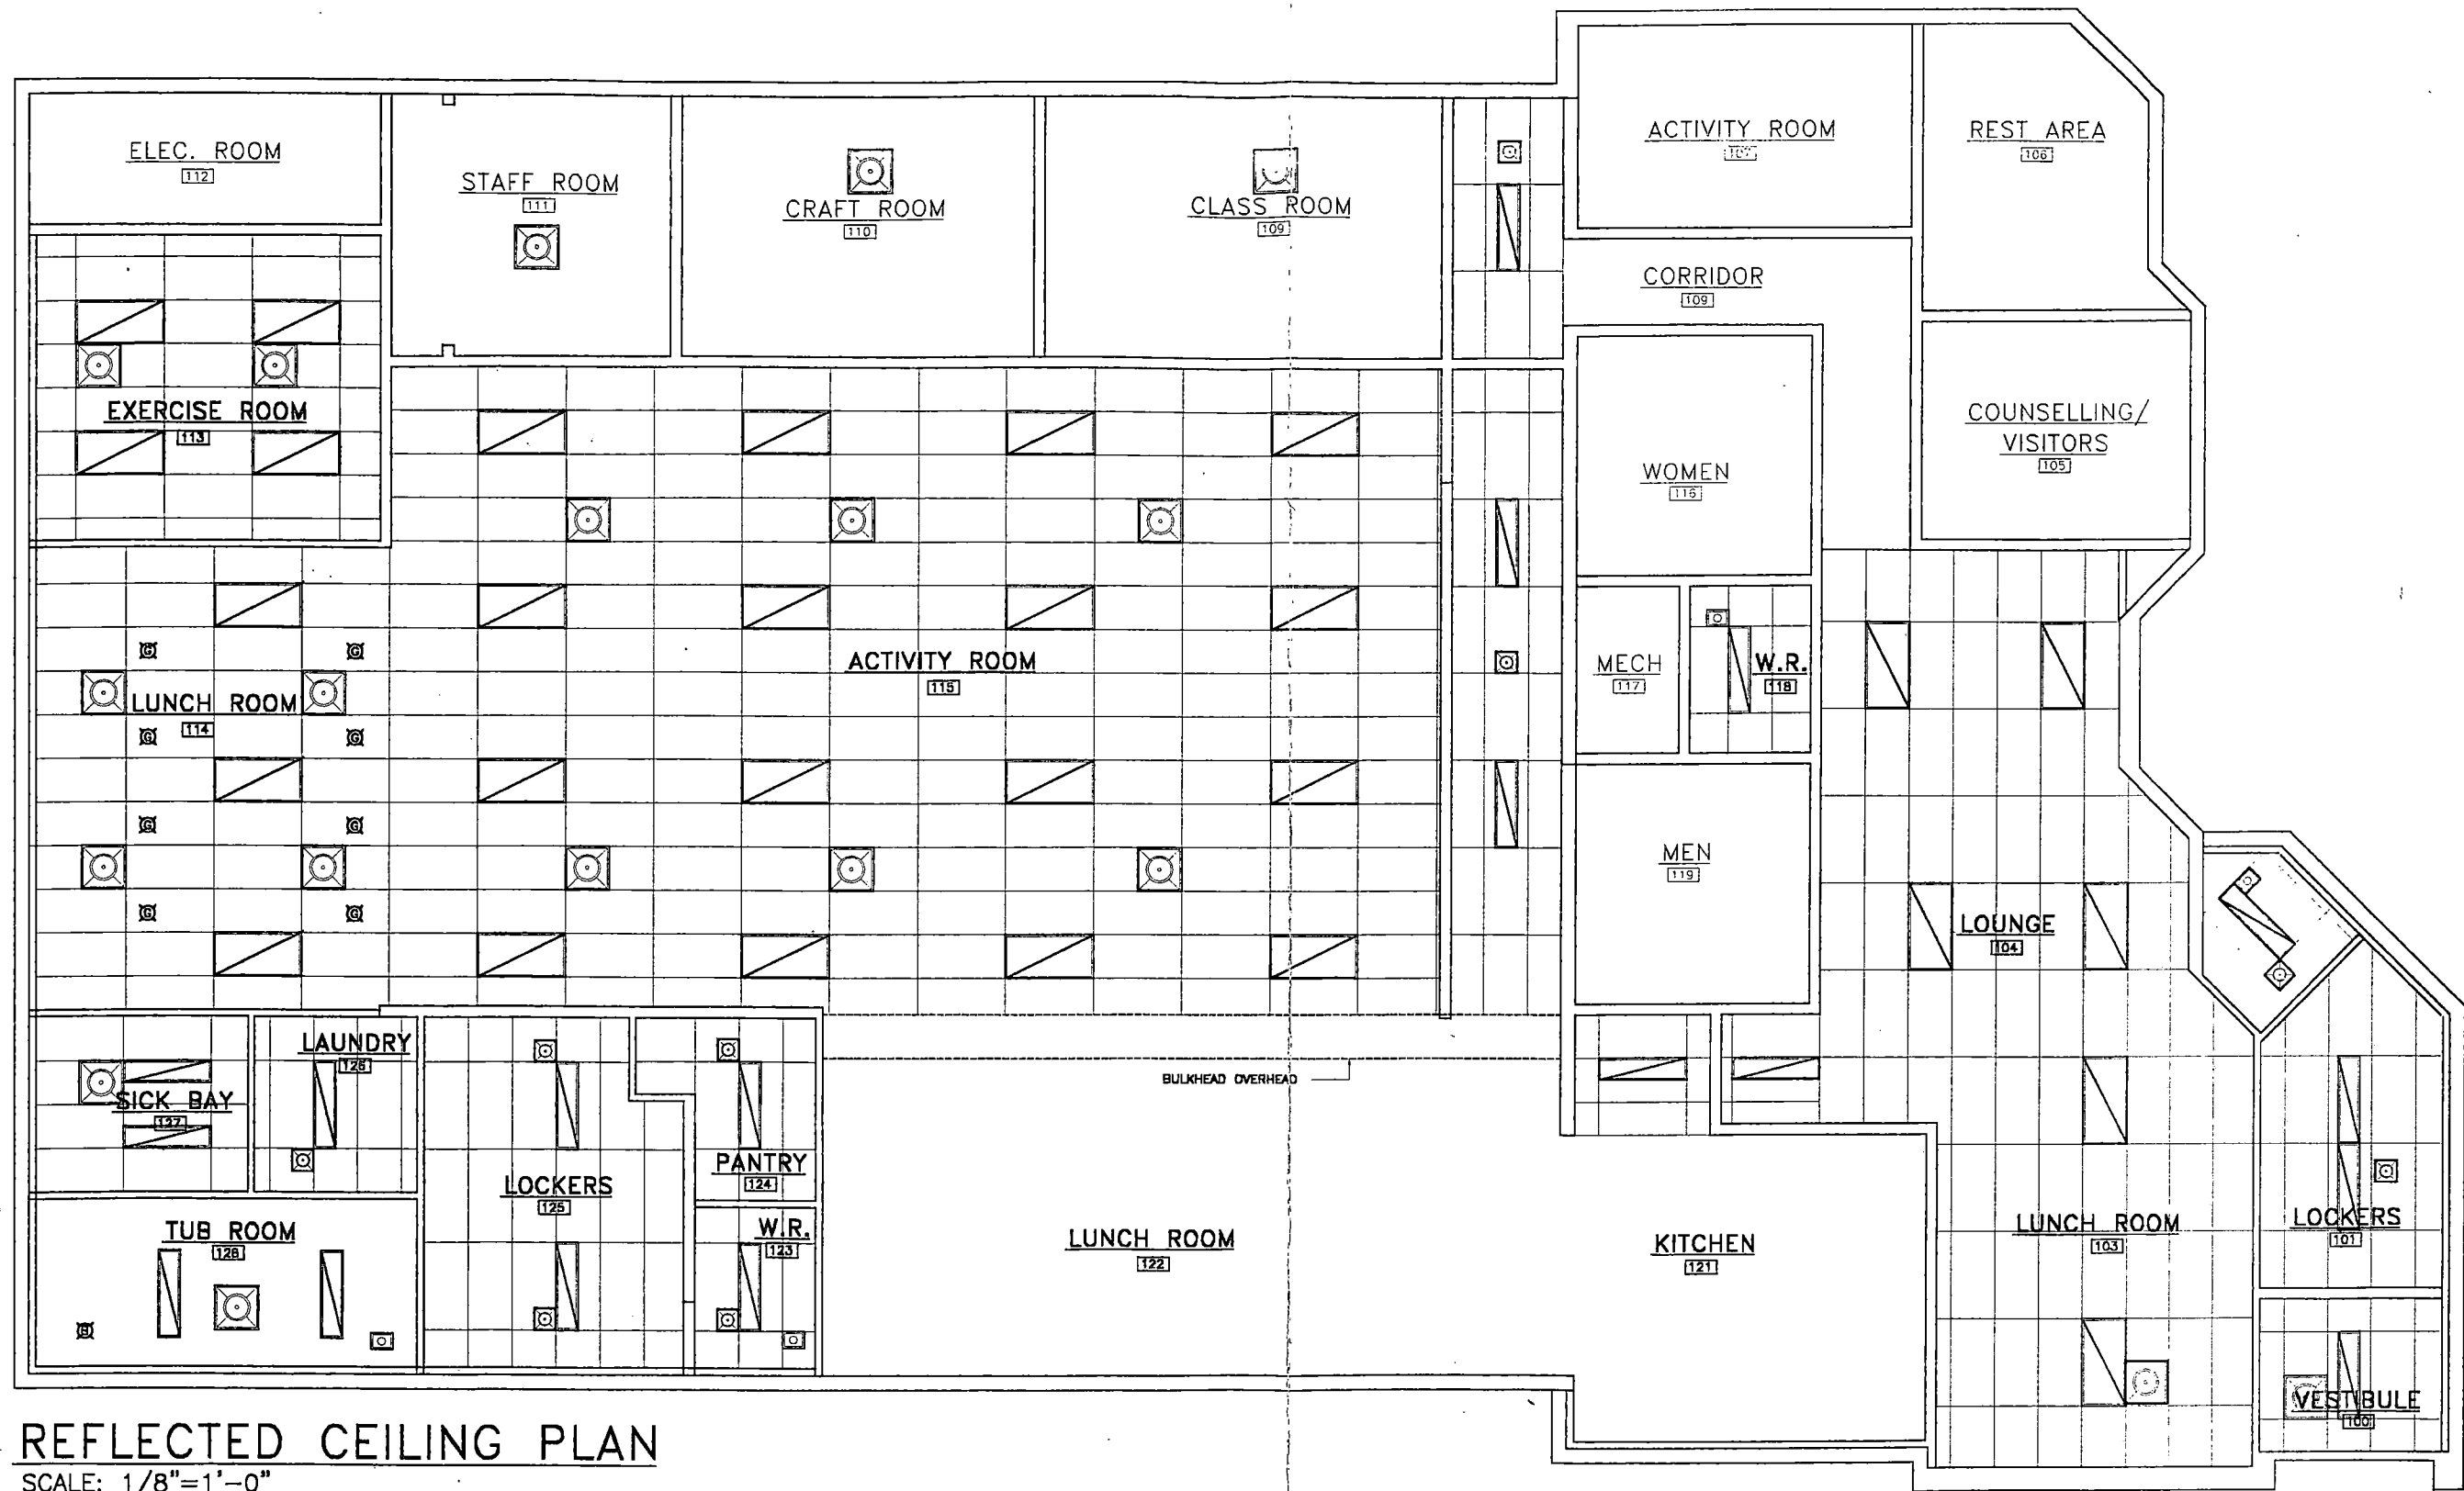 ELEC. ROOM
112
STAFF ROOM
111
CRAFT ROOM
110
CLASS ROOM
109
ACTIVITY ROOM
107
REST AREA
106
CORRIDOR
109
EXERCISE ROOM
113
COUNSELLING/
VISITORS
105
WOMEN
116
ACTIVITY ROOM
115
MECH
117
W.R.
118
LUNCH ROOM
114
G
G
G
G
G
G
G
G
MEN
119
LOUNGE
104
LAUNDRY
126
SICK BAY
127
BULKHEAD OVERHEAD
LOCKERS
125
PANTRY
124
TUB ROOM
W.R.
123
LUNCH ROOM
122
KITCHEN
121
LUNCH ROOM
103
LOCKERS
101
VESTIBULE
100
REFLECTED CEILING PLAN
SCALE: 1/8"=1'-0"